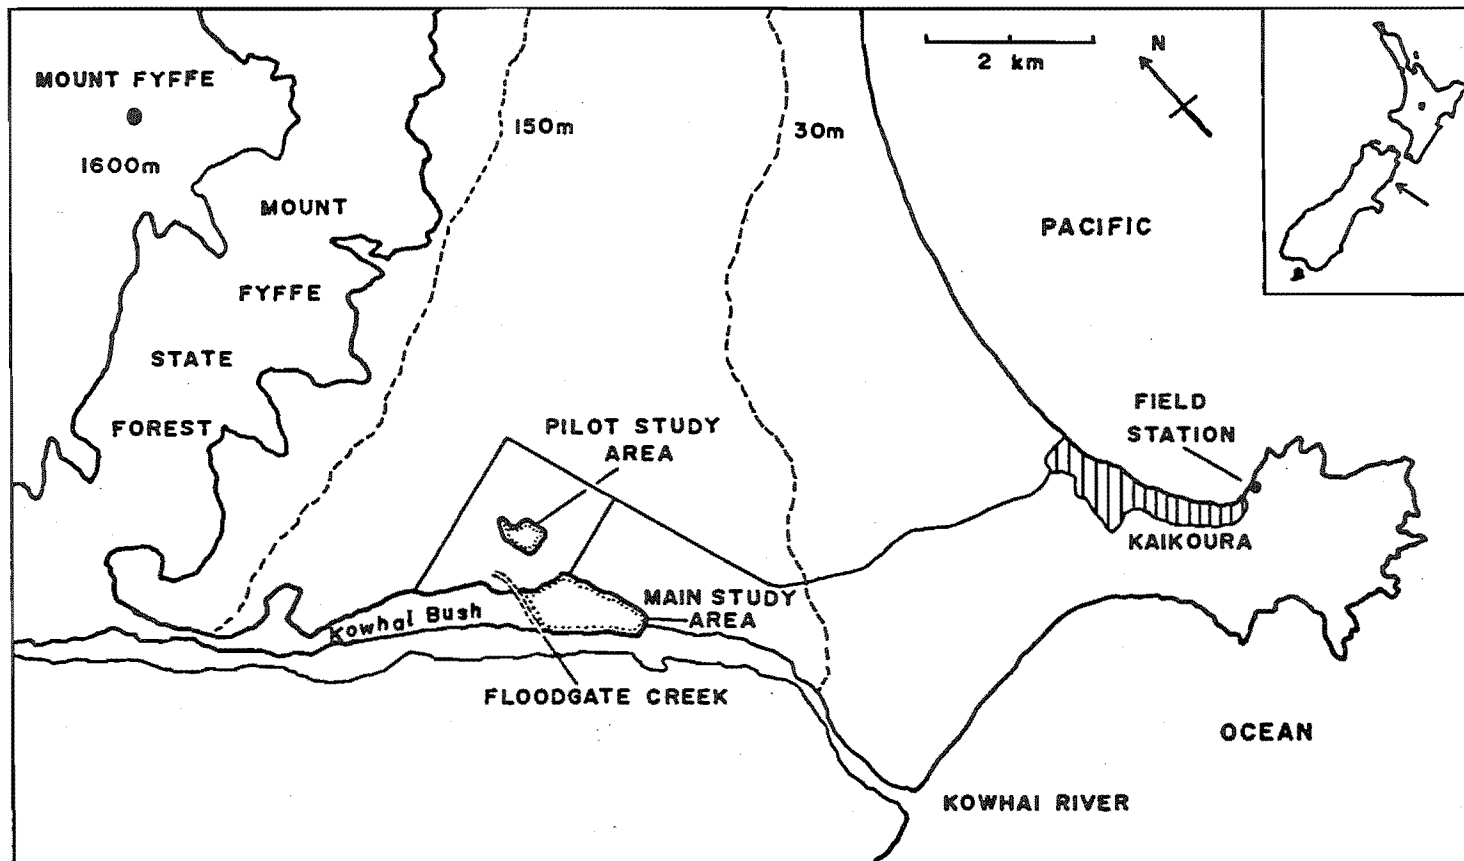 MOUNT FYFFE
1600m
150m
30m
2 km
N
MOUNT
FYFFE
STATE
FOREST
PACIFIC
PILOT STUDY
AREA
FIELD
STATION
KAIKOURA
Kowhai Bush
MAIN STUDY
AREA
FLOODGATE CREEK
OCEAN
KOWHAI RIVER